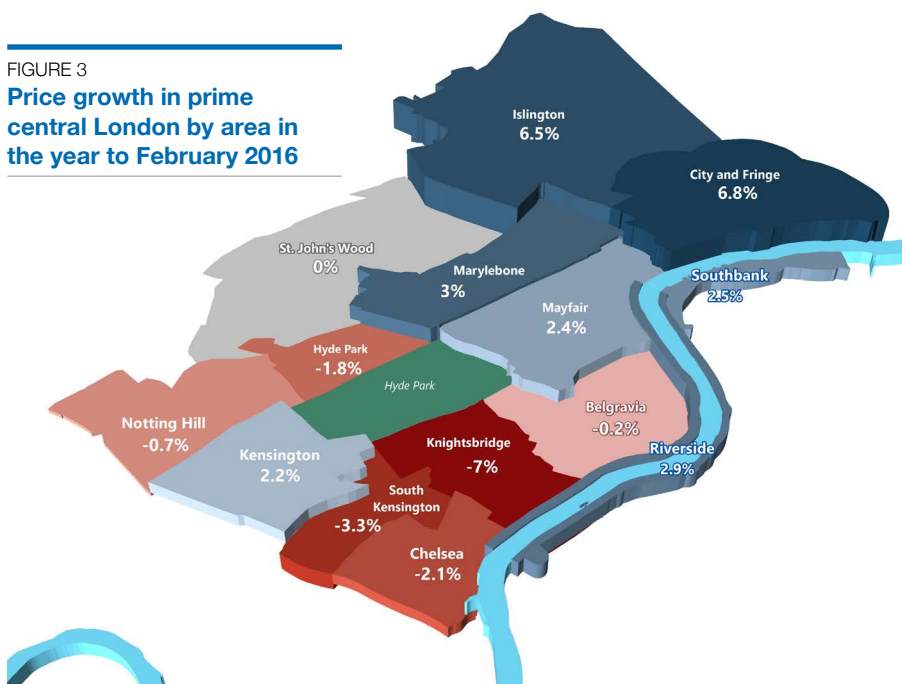 FIGURE 3
Price growth in prime
central London by area in
the year to February 2016
Islington
6.5%
City and Fringe
6.8%
St. John's Wood
0%
Marylebone
3%
Southbank
2.5%
Mayfair
2.4%
Hyde Park
-1.8%
Hyde Park
Notting Hill
-0.7%
Belgravia
-0.2%
Kensington
2.2%
Knightsbridge
-7%
Riverside
2.9%
South
Kensington
-3.3%
Chelsea
-2.1%